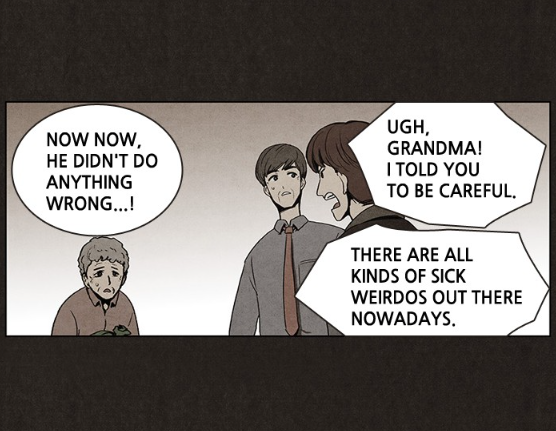 NOW NOW,
HE DIDN'T DO
ANYTHING
WRONG...!
UGH,
GRANDMA!
I TOLD YOU
TO BE CAREFUL.
THERE ARE ALL
KINDS OF SICK
WEIRDOS OUT THERE
NOWADAYS.